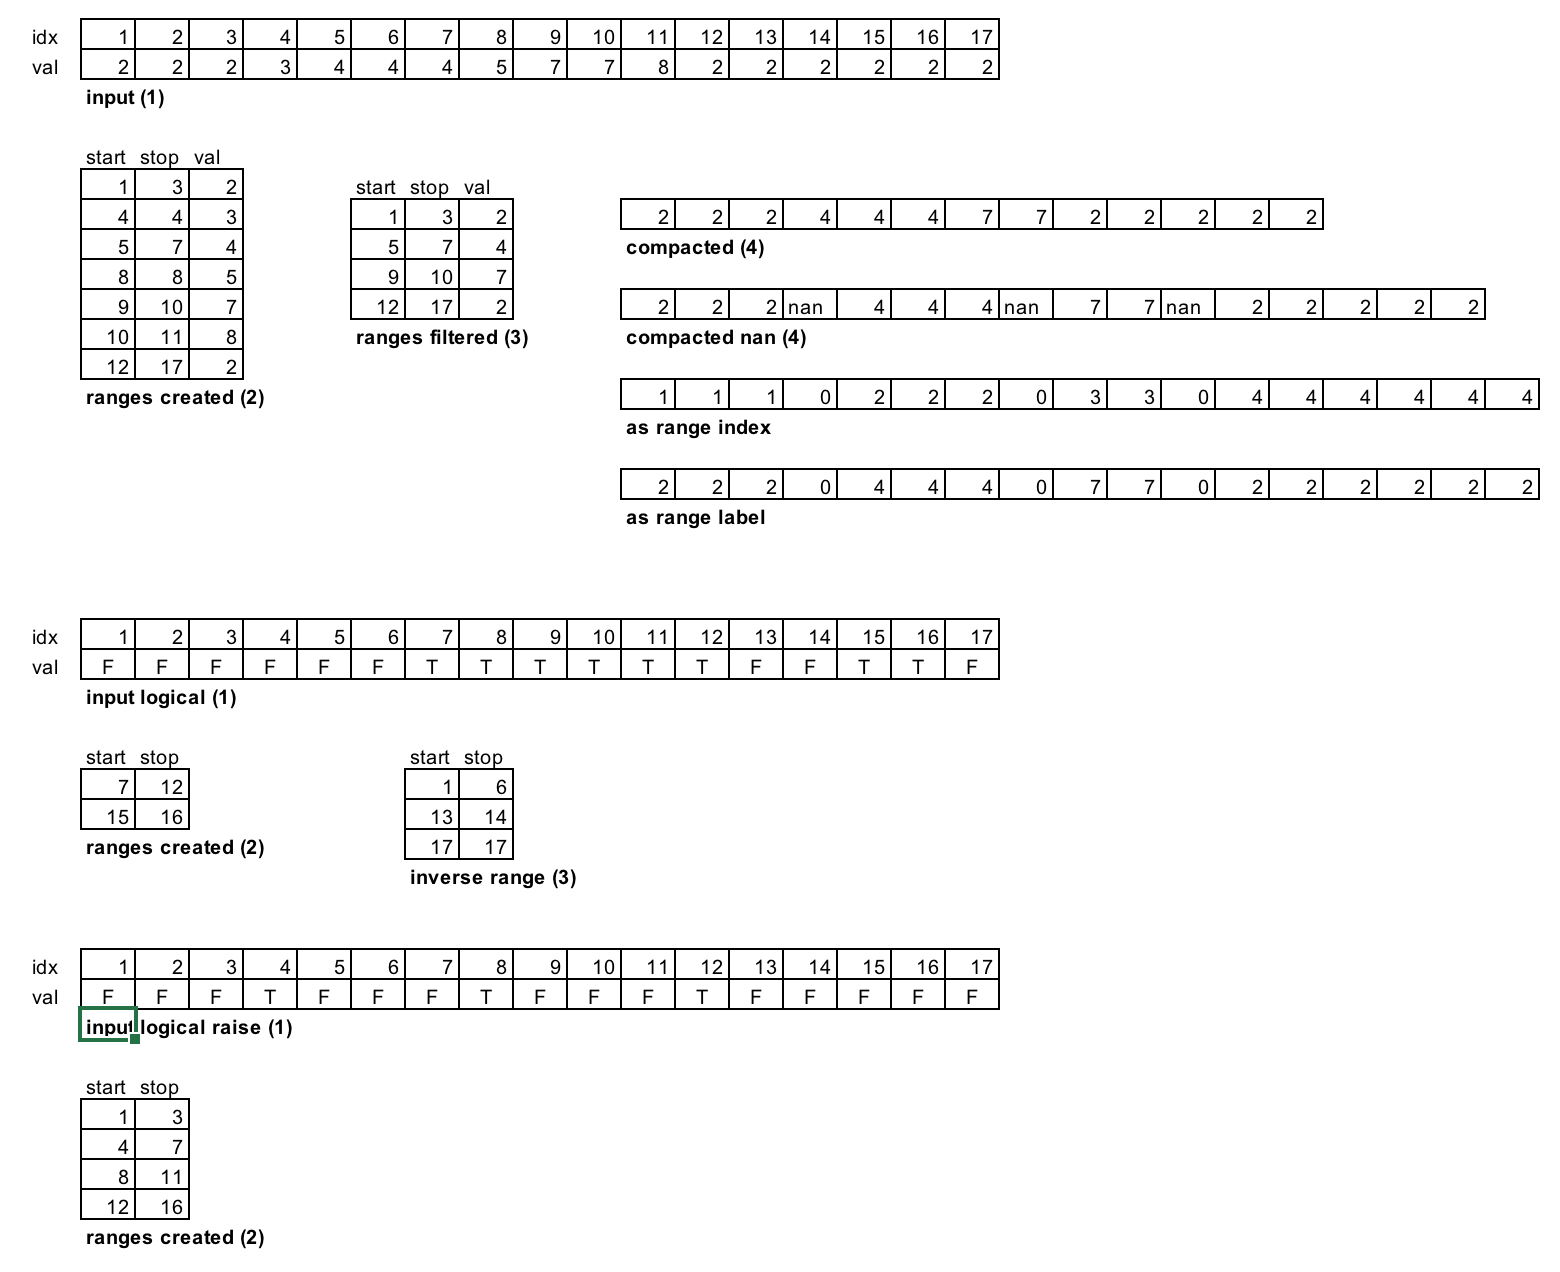 idx 1 2 3 4 5 6 7 8 9 10 11 12 13 14 15 16 17
val 2 2 2 3 4 4 4 5 7 7 8 2 2 2 2 2 2
input (1)
start stop val
1 3 2
4 4 3
5 7 4
8 8 5
9 10 7
10 11 8
12 17 2
ranges created (2)
start stop val
1 3 2
5 7 4
9 10 7
12 17 2
ranges filtered (3)
2 2 2 4 4 4 7 7 2 2 2 2 2
compacted (4)
2 2 2 nan 4 4 4 nan 7 7 nan 2 2 2 2 2
compacted nan (4)
1 1 1 0 2 2 2 0 3 3 0 4 4 4 4 4 4
as range index
2 2 2 0 4 4 4 0 7 7 0 2 2 2 2 2 2
as range label
idx 1 2 3 4 5 6 7 8 9 10 11 12 13 14 15 16 17
val F F F F F F T T T T T T F F T T F
input logical (1)
start stop
7 12
15 16
ranges created (2)
start stop
1 6
13 14
17 17
inverse range (3)
idx 1 2 3 4 5 6 7 8 9 10 11 12 13 14 15 16 17
val F F F T F F F T F F F T F F F F F
input logical raise (1)
start stop
1 3
4 7
8 11
12 16
ranges created (2)